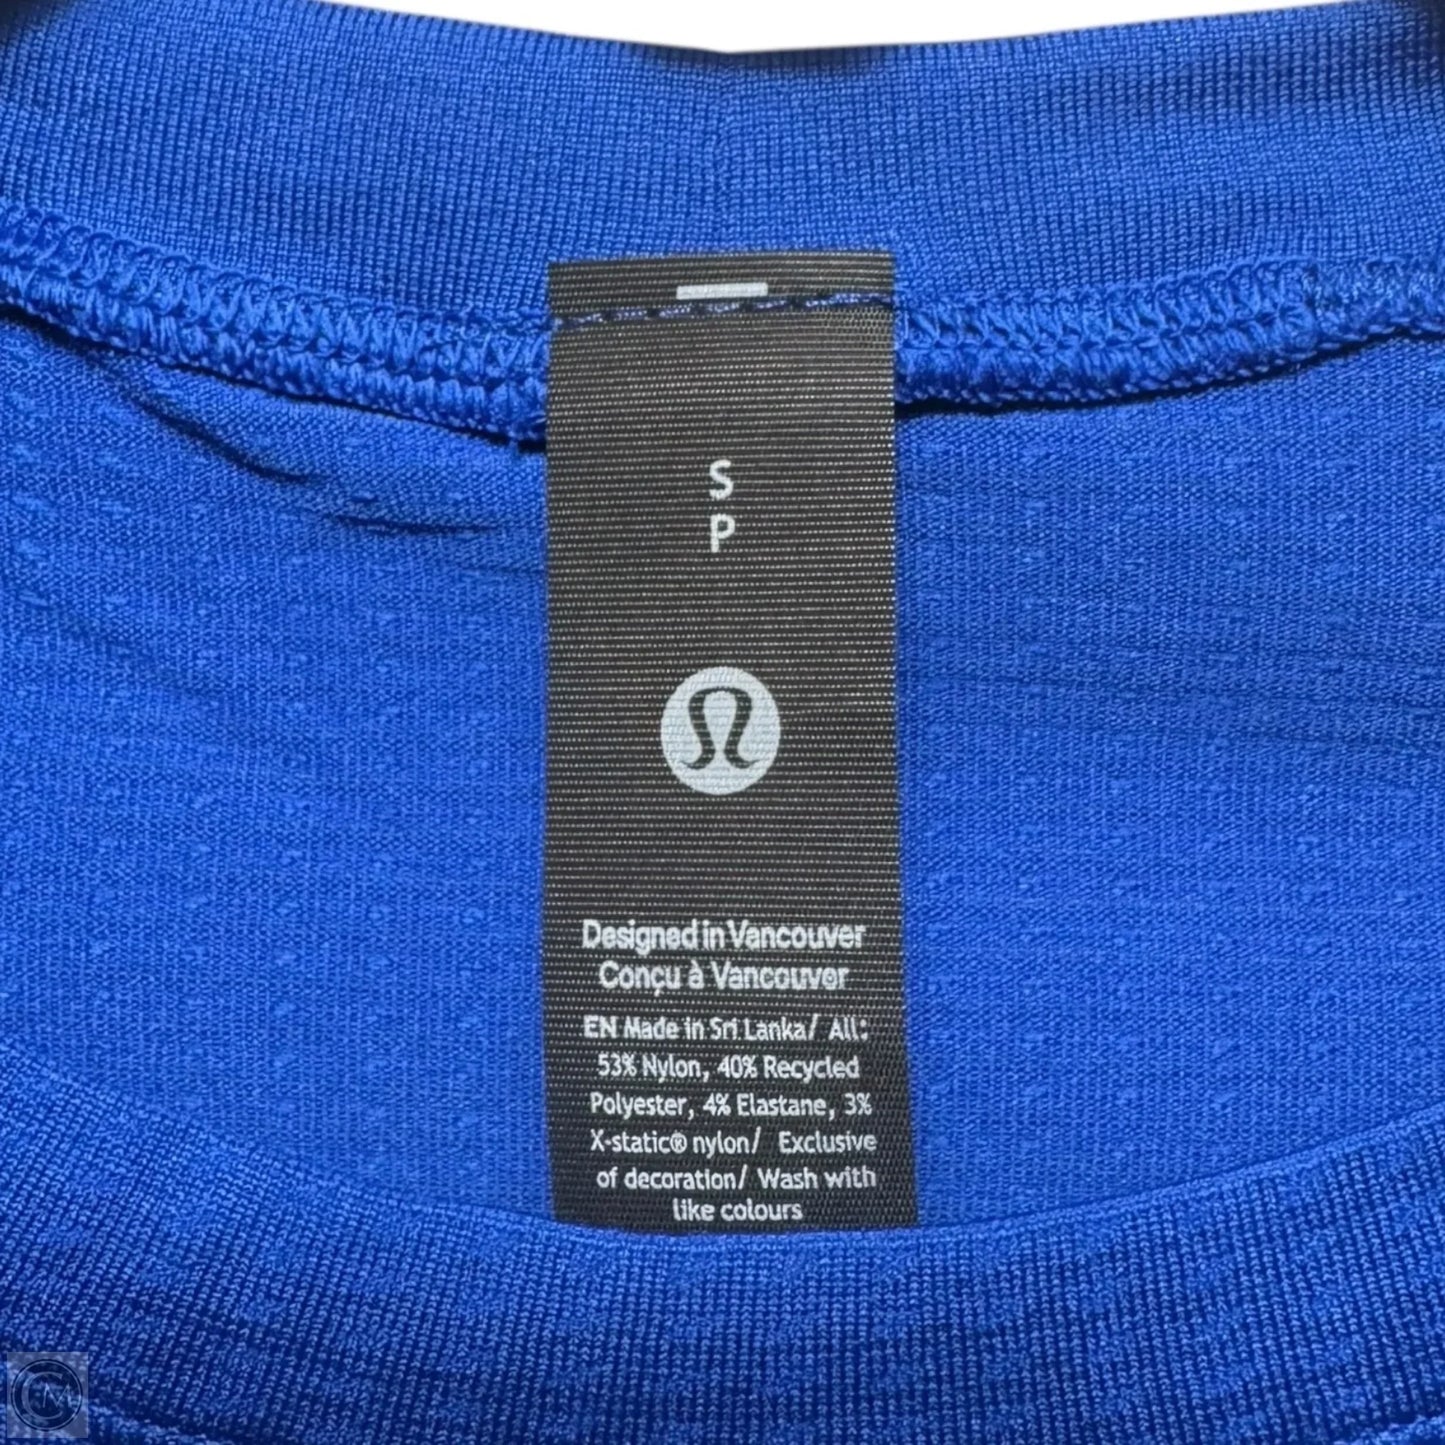 S
P
Designed in Vancouver
Conçu à Vancouver
EN Made in Sri Lanka/ All:
53% Nylon, 40% Recycled
Polyester, 4% Elastane, 3%
X-static® nylon/ Exclusive
of decoration/ Wash with
like colours
CM